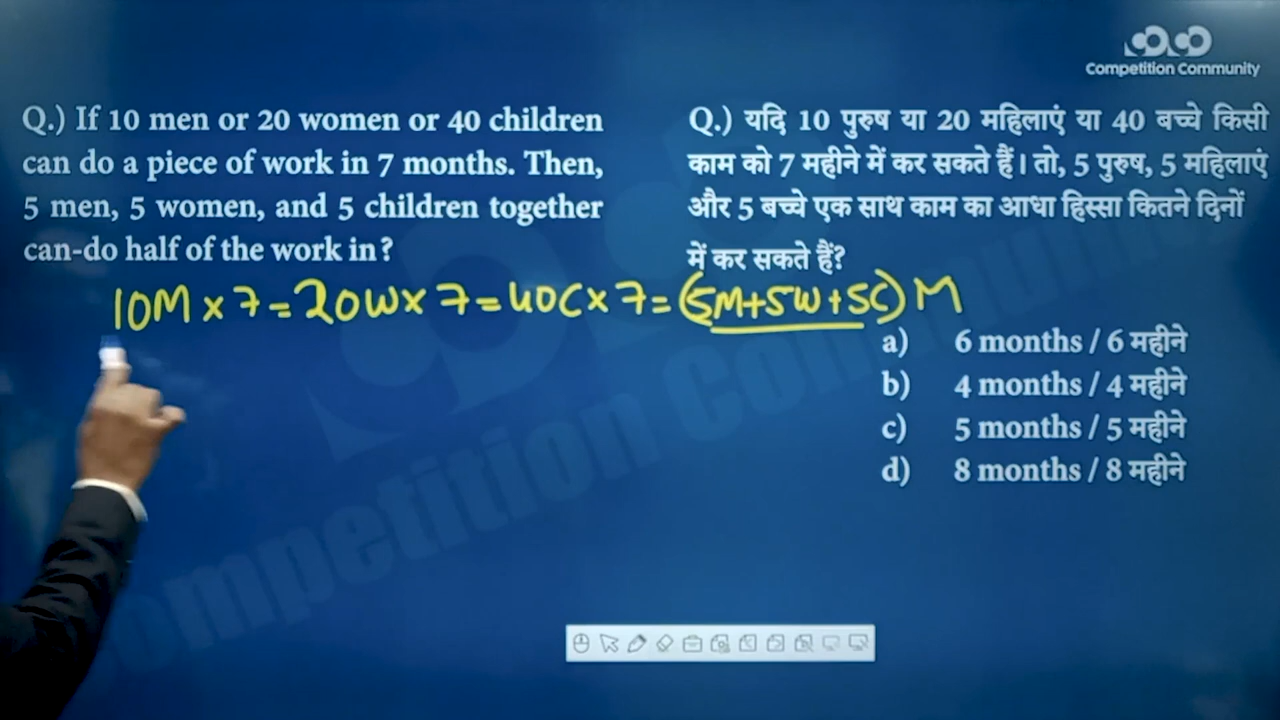 Competition Community
Q.) If 10 men or 20 women or 40 children
can do a piece of work in 7 months. Then,
5 men, 5 women, and 5 children together
can-do half of the work in?
Q.) यदि 10 पुरुष या 20 महिलाएं या 40 बच्चे किसी
काम को 7 महीने में कर सकते हैं। तो, 5 पुरुष, 5 महिलाएं
और 5 बच्चे एक साथ काम का आधा हिस्सा कितने दिनों
में कर सकते हैं?
10M × 7 = 20W × 7 = 40C × 7 = (5M+5W+5C) M
a) 6 months / 6 महीने
b) 4 months / 4 महीने
c) 5 months / 5 महीने
d) 8 months / 8 महीने
Competition Community